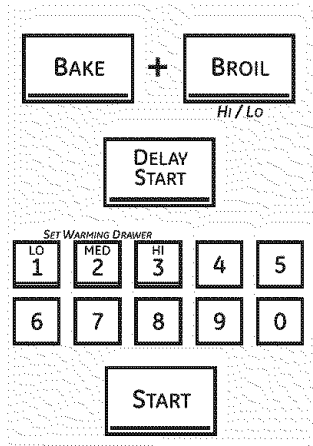 BAKE + BROIL
HI / LO
DELAY
START
SET WARMING DRAWER
LO MED HI
1 2 3 4 5
6 7 8 9 0
START